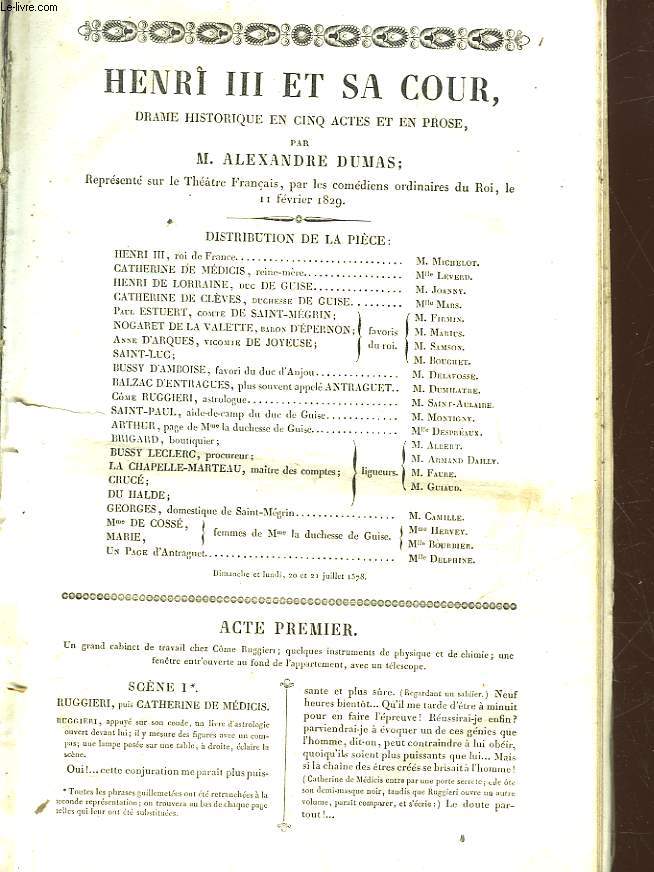 www.Le-livre.fr
HENRI III ET SA COUR,
DRAME HISTORIQUE EN CINQ ACTES ET EN PROSE,
PAR
M. ALEXANDRE DUMAS;
Représenté sur le Théâtre Français, par les comédiens ordinaires du Roi, le
11 février 1829.
DISTRIBUTION DE LA PIÈCE:
HENRI III, roi de France.............................. M. MICHELOT.
CATHERINE DE MÉDICIS, reine-mère................. Mlle LEVERD.
HENRI DE LORRAINE, DUC DE GUISE..................... M. JOANNY.
CATHERINE DE CLÈVES, DUCHESSE DE GUISE......... Mlle MARS.
PAUL ESTUERT, COMTE DE SAINT-MÉGRIN; M. FIRMIN.
NOGARET DE LA VALETTE, BARON D'ÉPERNON; favoris M. MARIUS.
ANNE D'ARQUES, VICOMTE DE JOYEUSE; du roi. M. SAMSON.
SAINT-LUC; M. BOUCHET.
BUSSY D'AMBOISE, favori du duc d'Anjou............... M. DELAFOSSE.
BALZAC D'ENTRAGUES, plus souvent appelé ANTRAGUET.. M. DUMILATRE.
CÔME RUGGIERI, astrologue........................... M. SAINT-AULAIRE.
SAINT-PAUL, aide-de-camp du duc de Guise............. M. MONTIGNY.
ARTHUR, page de Mme la duchesse de Guise............... Mlle DESPRÉAUX.
BRIGARD, boutiquier; M. ALBERT.
BUSSY LECLERC, procureur; M. ARMAND DAILLY.
LA CHAPELLE-MARTEAU, maître des comptes; ligueurs. M. FAURE.
CRUCÉ; M. GUIAUD.
DU HALDE;
GEORGES, domestique de Saint-Mégrin.................. M. CAMILLE.
Mme DE COSSÉ, Mme HERVEY.
MARIE, femmes de Mme la duchesse de Guise. Mlle BOURBIER.
UN PAGE d'Antraguet.................................. Mlle DELPHINE.
Dimanche et lundi, 20 et 21 juillet 1578.
ACTE PREMIER.
Un grand cabinet de travail chez Côme Ruggieri; quelques instruments de physique et de chimie; une
fenêtre entr'ouverte au fond de l'appartement, avec un télescope.
SCÈNE I*.
RUGGIERI, puis CATHERINE DE MÉDICIS.
RUGGIERI, appuyé sur son coude, un livre d'astrologie
ouvert devant lui; il y mesure des figures avec un com-
pas; une lampe posée sur une table, à droite, éclaire la
scène.
Oui!... cette conjuration me paraît plus puis-
* Toutes les phrases guillemetées ont été retranchées à la
seconde représentation; on trouvera au bas de chaque page
celles qui leur ont été substituées.
sante et plus sûre. (Regardant un sablier.) Neuf
heures bientôt... Qu'il me tarde d'être à minuit
pour en faire l'épreuve! Réussirai-je enfin?
parviendrai-je à évoquer un de ces génies que
l'homme, dit-on, peut contraindre à lui obéir,
quoiqu'ils soient plus puissants que lui... Mais
si la chaîne des êtres créés se brisait à l'homme!
(Catherine de Médicis entre par une porte secrète; elle ôte
son demi-masque noir, tandis que Ruggieri ouvre un autre
volume, paraît comparer, et s'écrie:) Le doute par-
tout!...